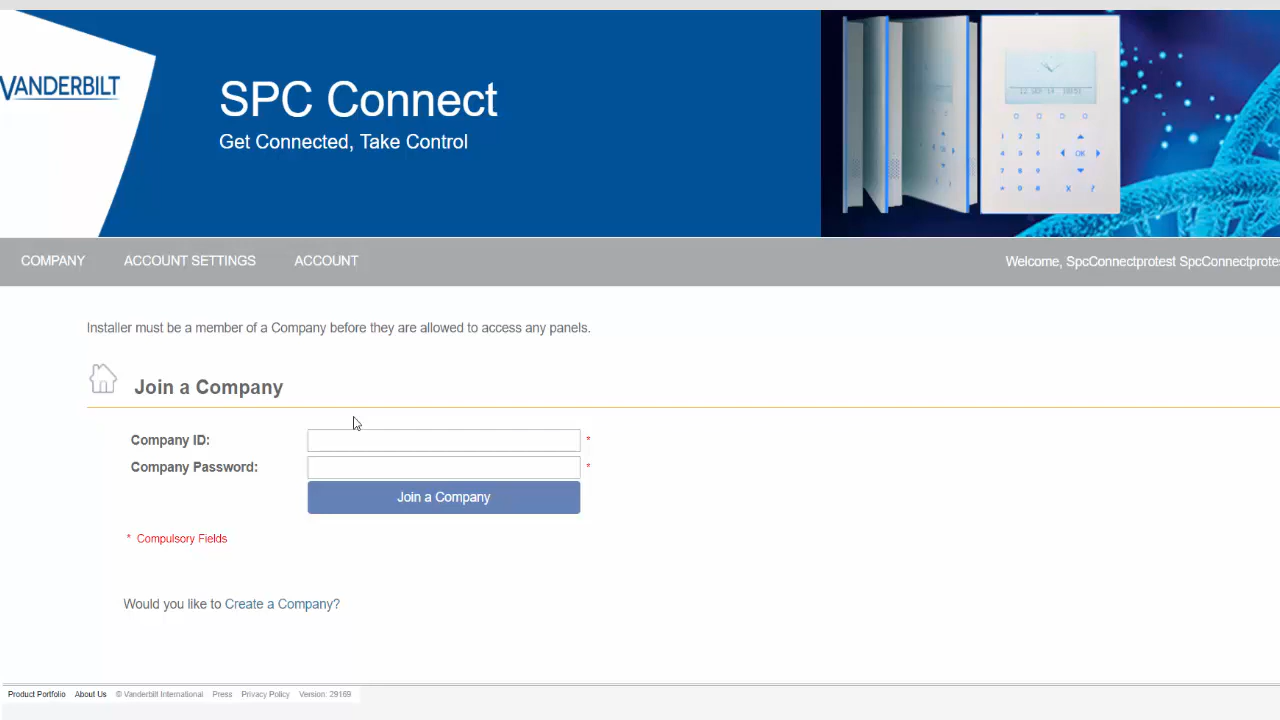 VANDERBILT
SPC Connect
Get Connected, Take Control
COMPANY ACCOUNT SETTINGS ACCOUNT
Welcome, SpcConnectprotest SpcConnectprotes
Installer must be a member of a Company before they are allowed to access any panels.
Join a Company
Company ID: *
Company Password: *
Join a Company
* Compulsory Fields
Would you like to Create a Company?
Product Portfolio About Us © Vanderbilt International Press Privacy Policy Version: 29169